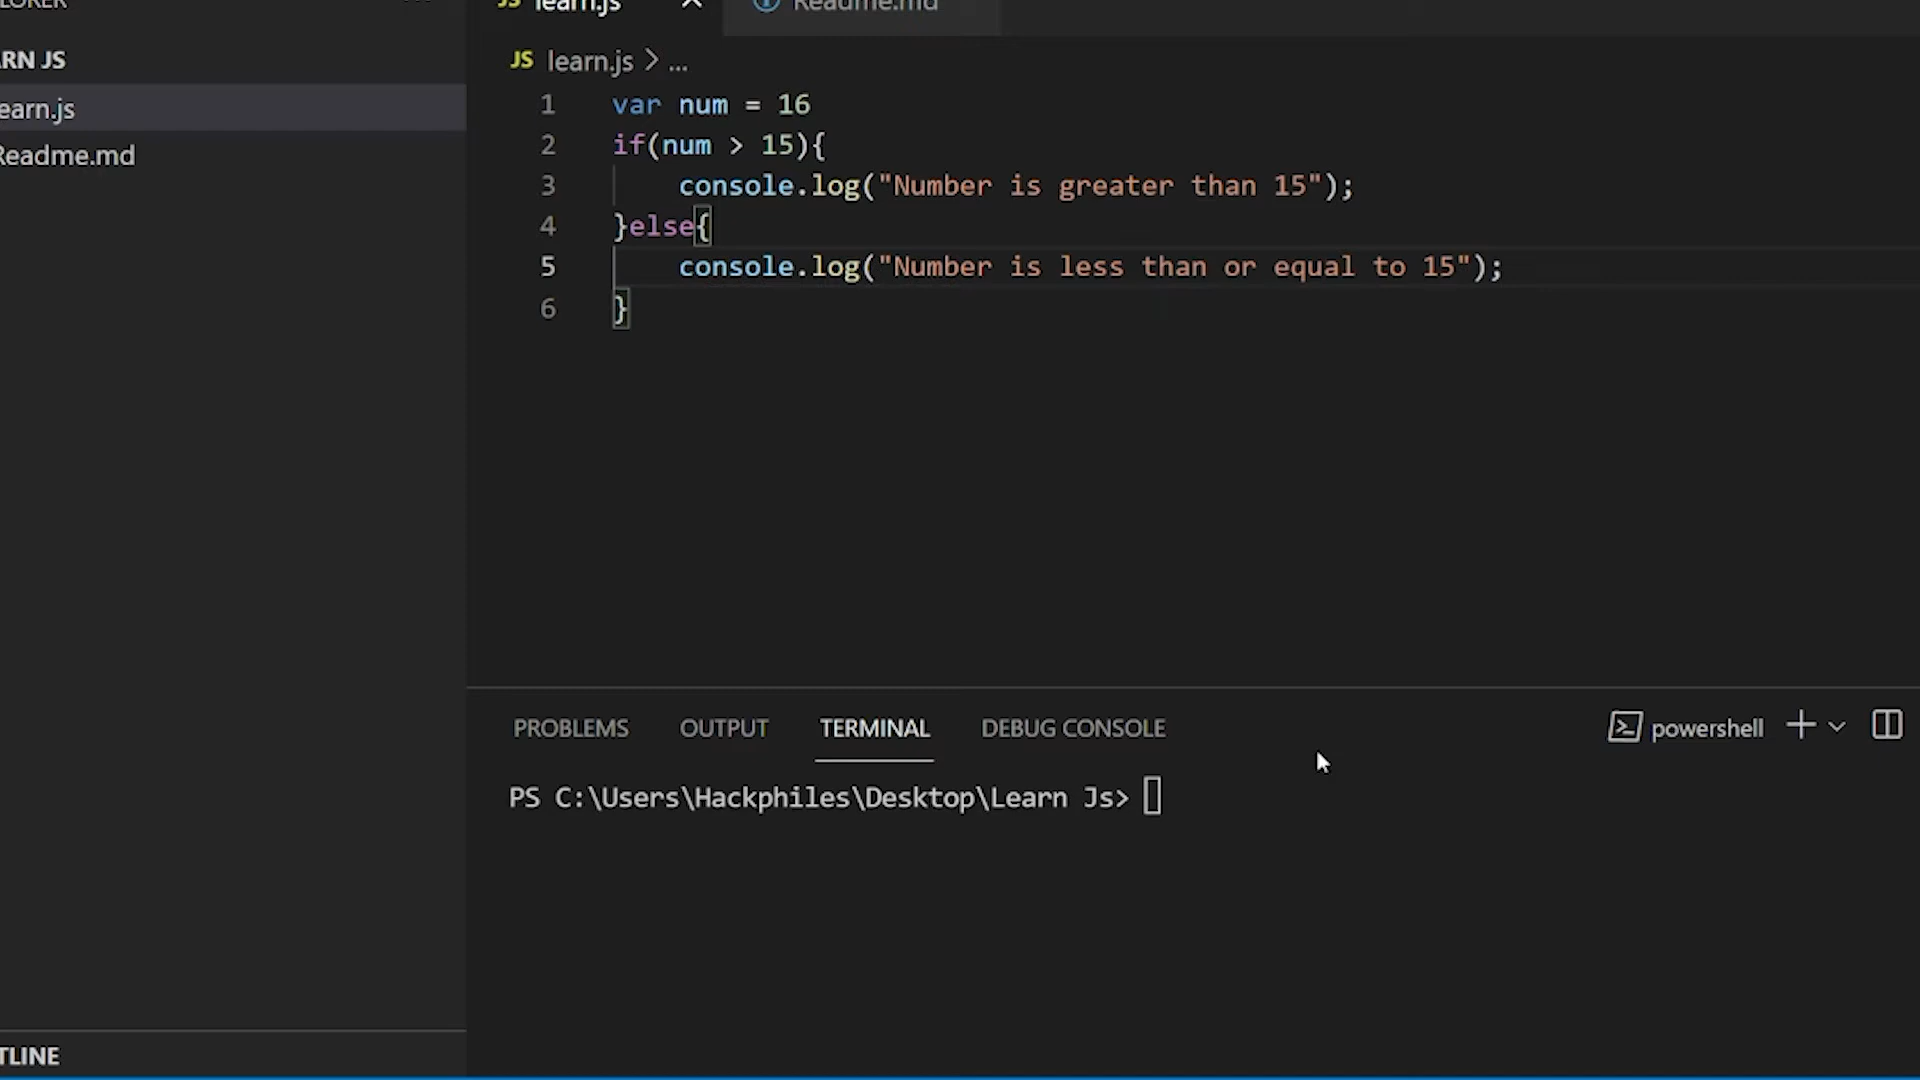 learn.js Readme.md
RN JS
JS learn.js > ...
earn.js
Readme.md
1 var num = 16
2 if(num > 15){
3 console.log("Number is greater than 15");
4 }else{
5 console.log("Number is less than or equal to 15");
6 }
PROBLEMS OUTPUT TERMINAL DEBUG CONSOLE powershell
PS C:\Users\Hackphiles\Desktop\Learn Js>
TLINE